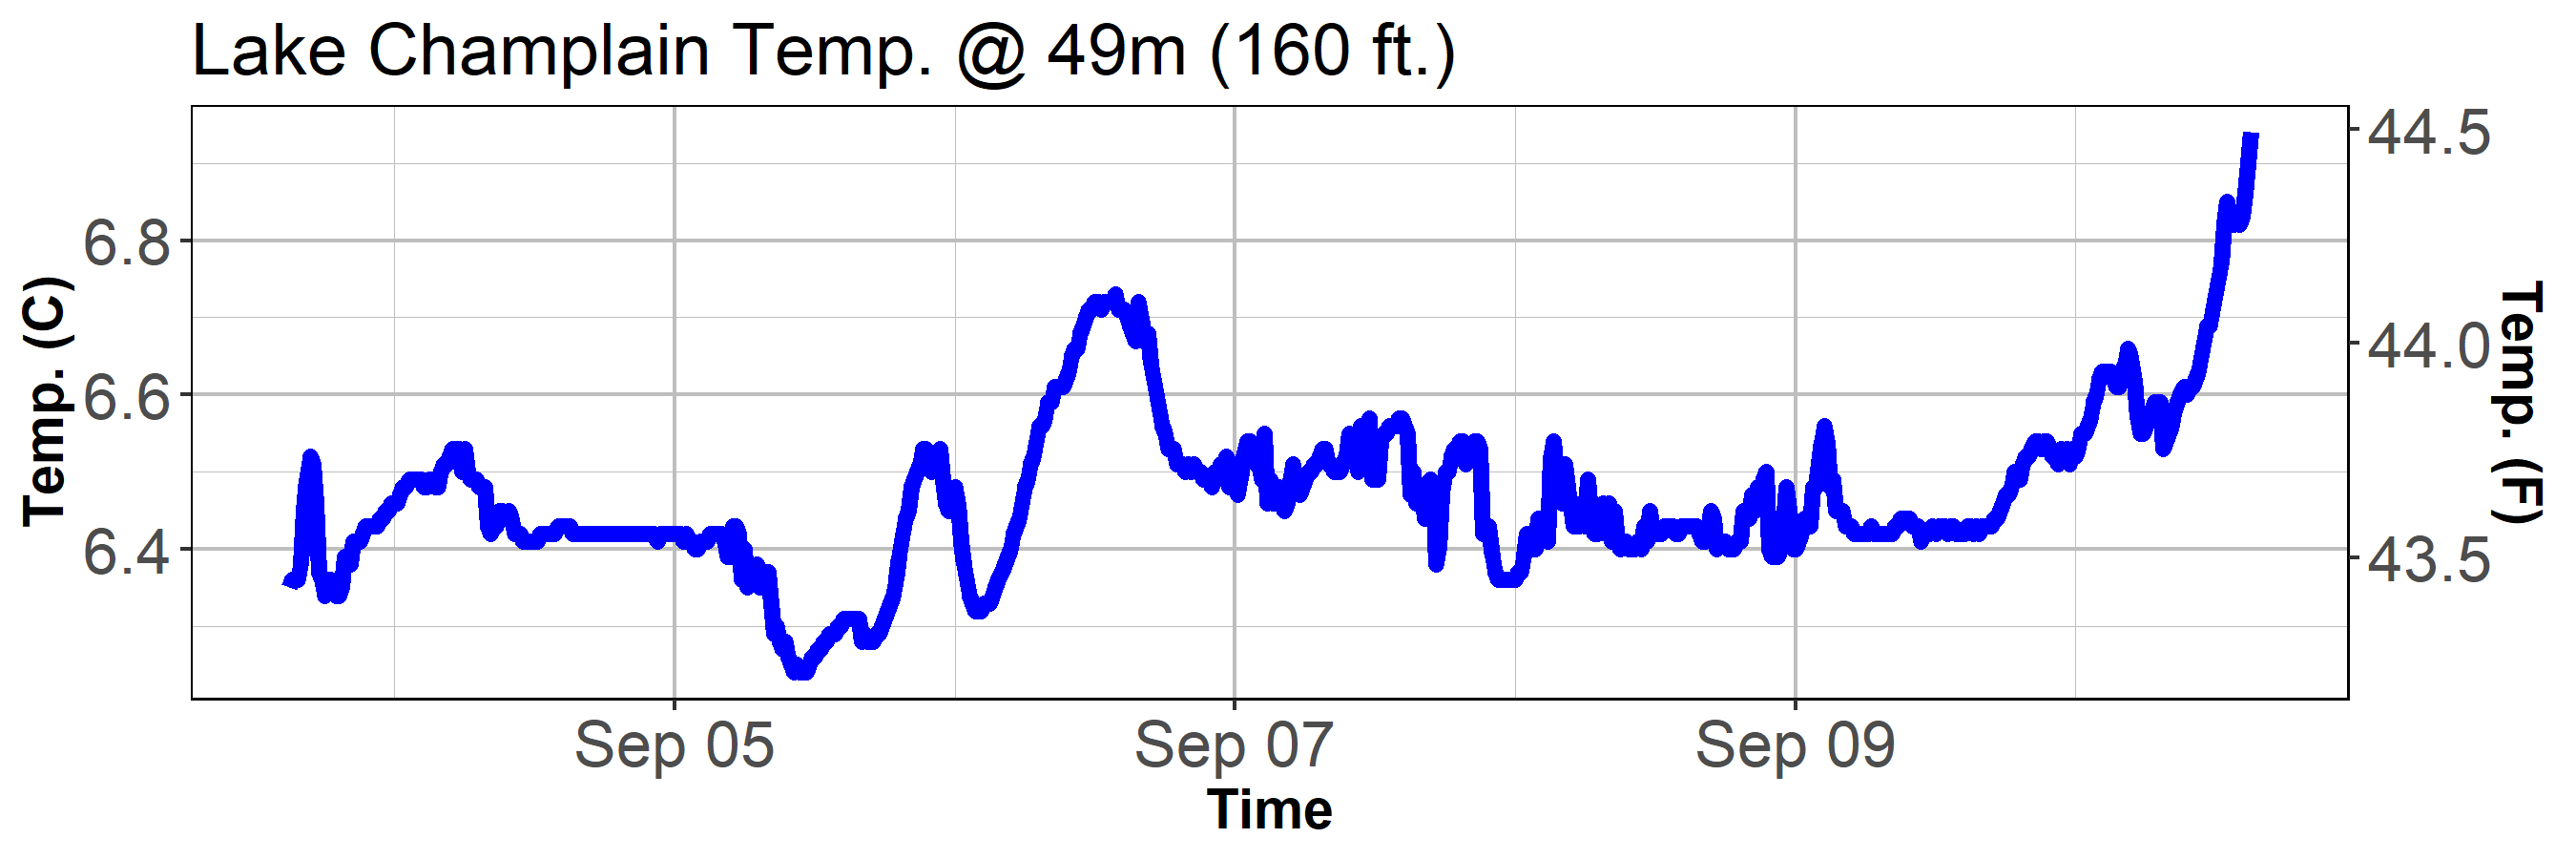 Lake Champlain Temp. @ 49m (160 ft.)
Temp. (C)
6.8
6.6
6.4
44.5
44.0
43.5
Temp. (F)
Sep 05
Sep 07
Sep 09
Time